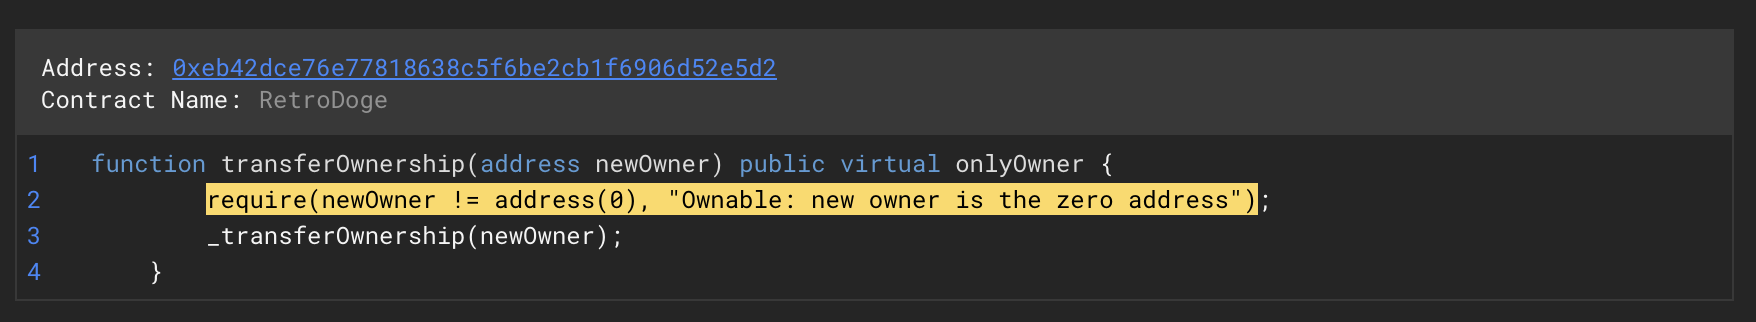 Address: 0xeb42dce76e77818638c5f6be2cb1f6906d52e5d2
Contract Name: RetroDoge
1 function transferOwnership(address newOwner) public virtual onlyOwner {
2 require(newOwner != address(0), "Ownable: new owner is the zero address");
3 _transferOwnership(newOwner);
4 }